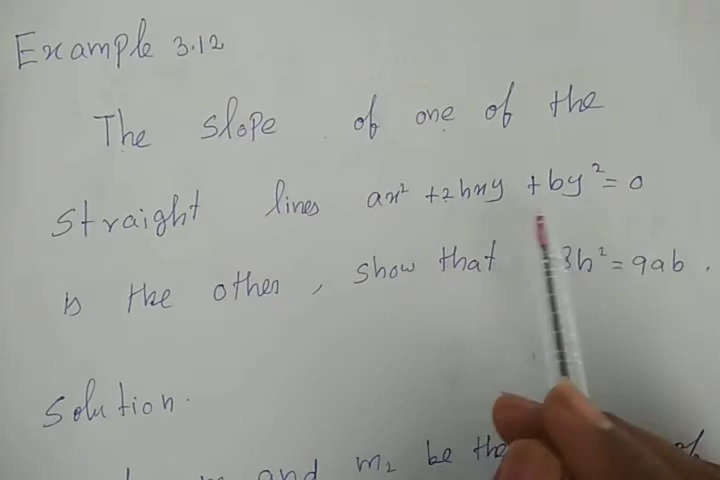 Example 3.12
The slope of one of the
straight lines ax² + 2hxy + by² = 0
is the other, show that 3h² = 9ab.
Solution.
and m₂ be the of